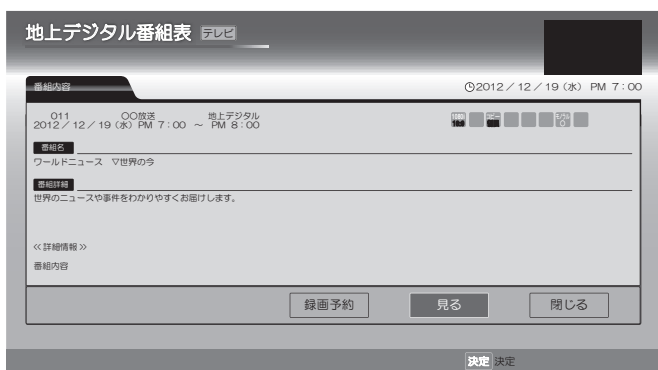 地上デジタル番組表 テレビ
番組内容
2012/12/19(水) PM 7:00
011 〇〇放送 地上デジタル
2012/12/19(水) PM 7:00 ~ PM 8:00
番組名
ワールドニュース ▽世界の今
番組詳細
世界のニュースや事件をわかりやすくお届けします。
≪詳細情報≫
番組内容
録画予約 見る 閉じる
決定 決定